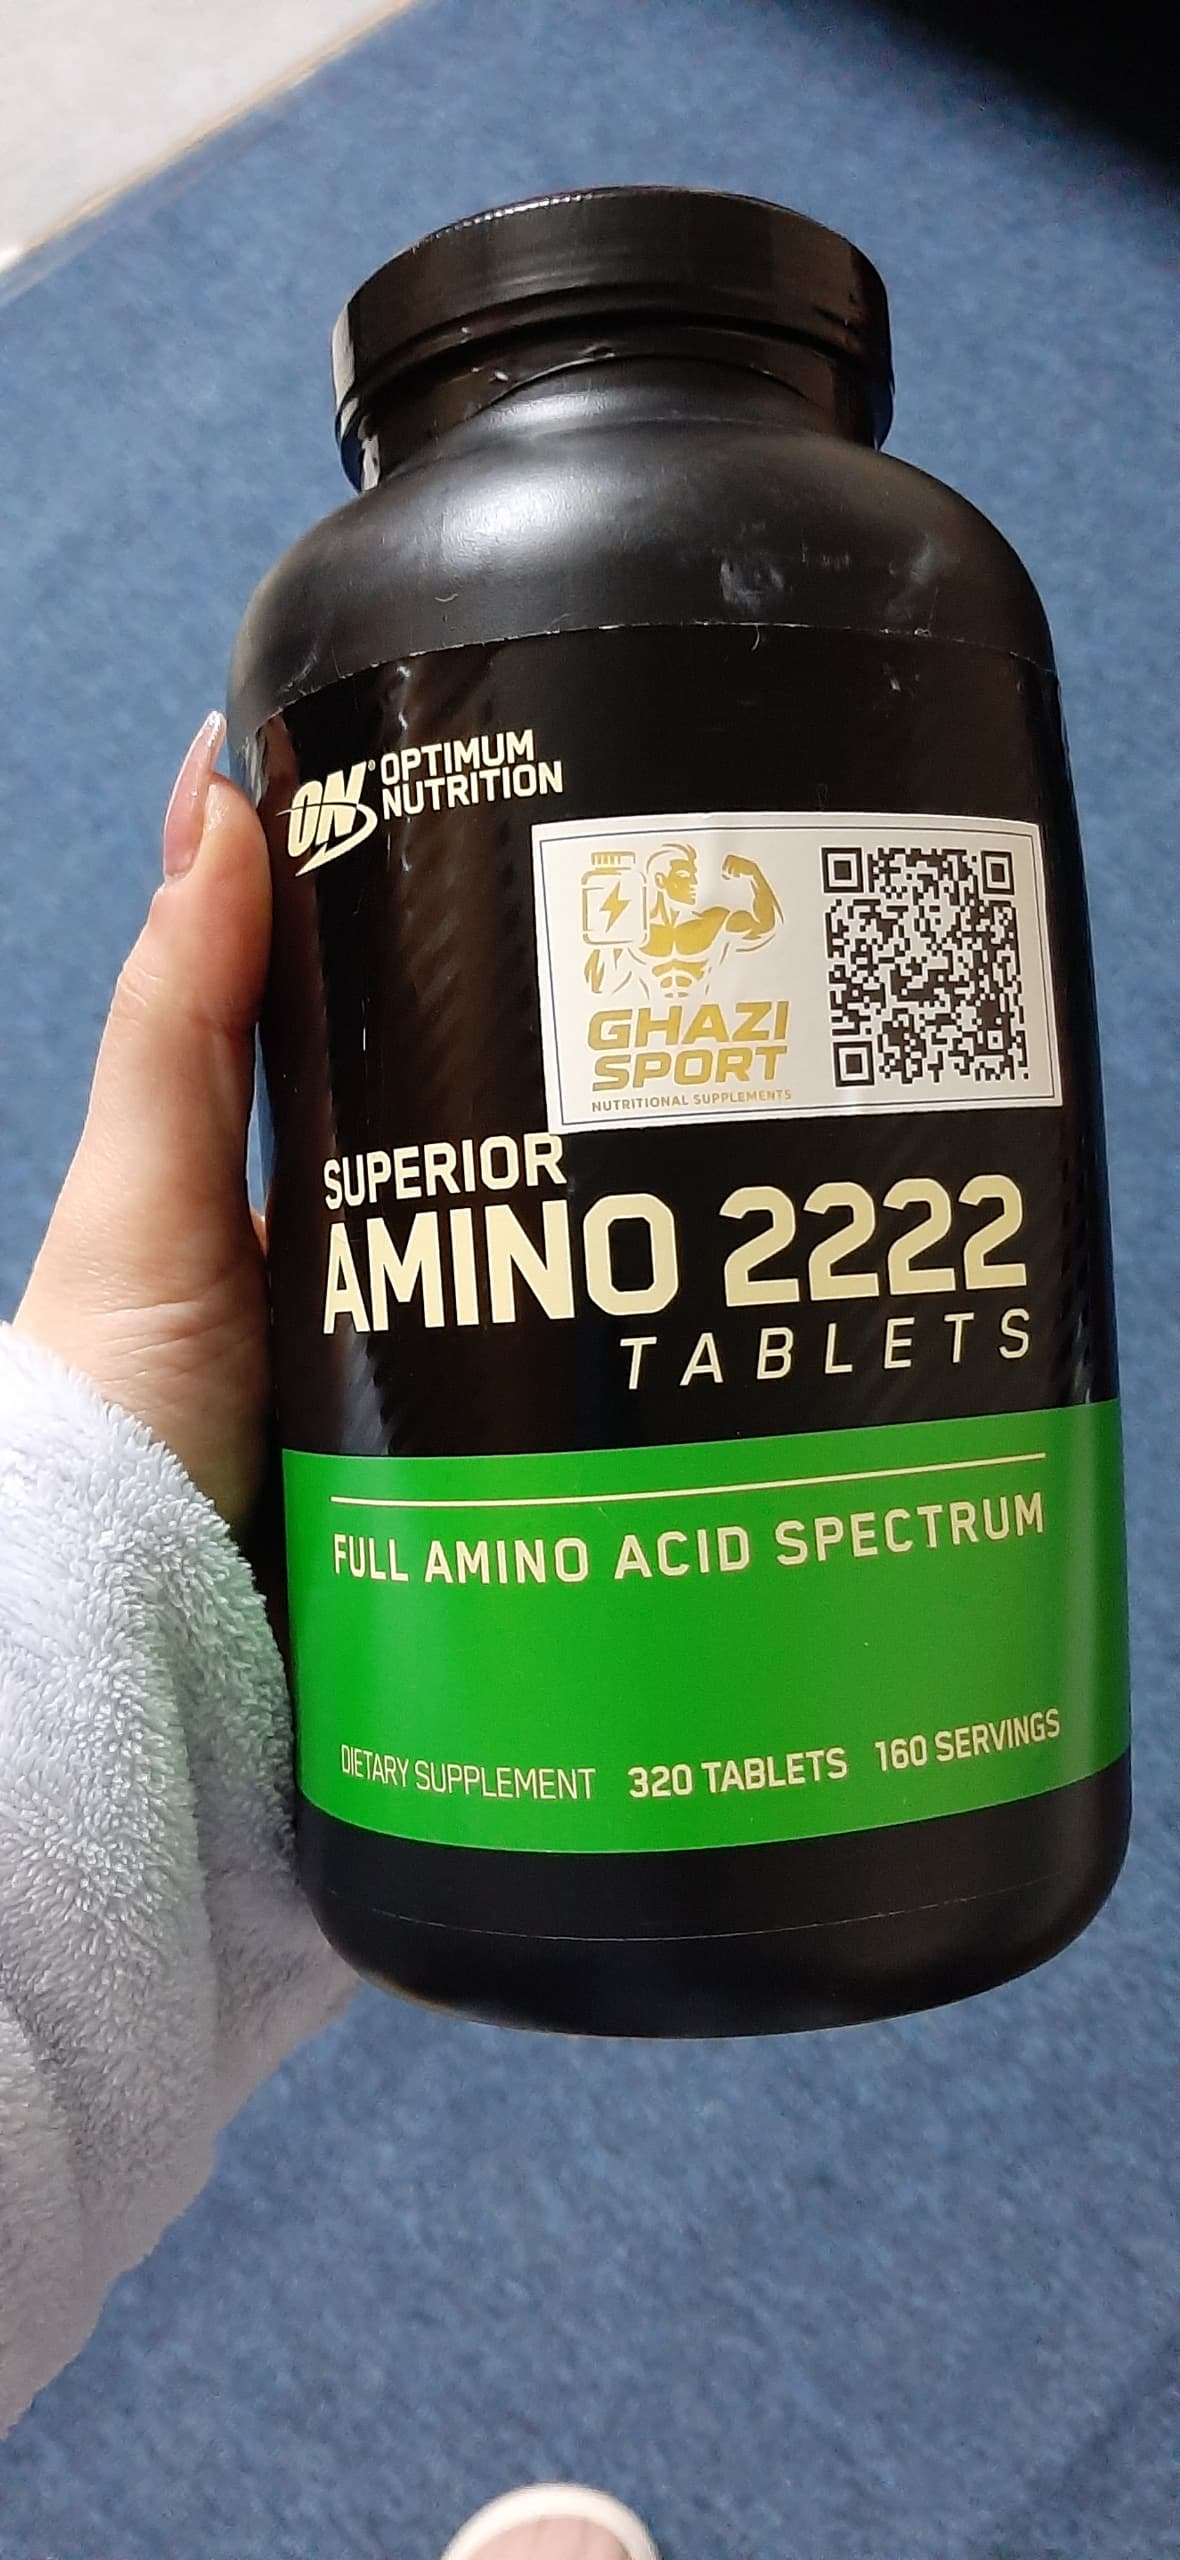 ON® OPTIMUM
NUTRITION
GHAZI
SPORT
NUTRITIONAL SUPPLEMENTS
SUPERIOR
AMINO 2222
TABLETS
FULL AMINO ACID SPECTRUM
DIETARY SUPPLEMENT 320 TABLETS 160 SERVINGS